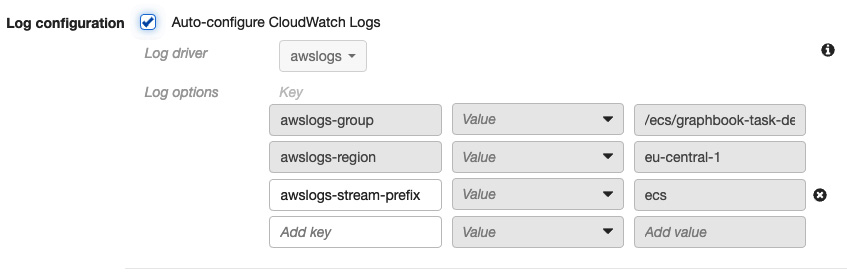 Log configuration Auto-configure CloudWatch Logs
Log driver awslogs
Log options Key
awslogs-group Value /ecs/graphbook-task-de
awslogs-region Value eu-central-1
awslogs-stream-prefix Value ecs
Add key Value Add value